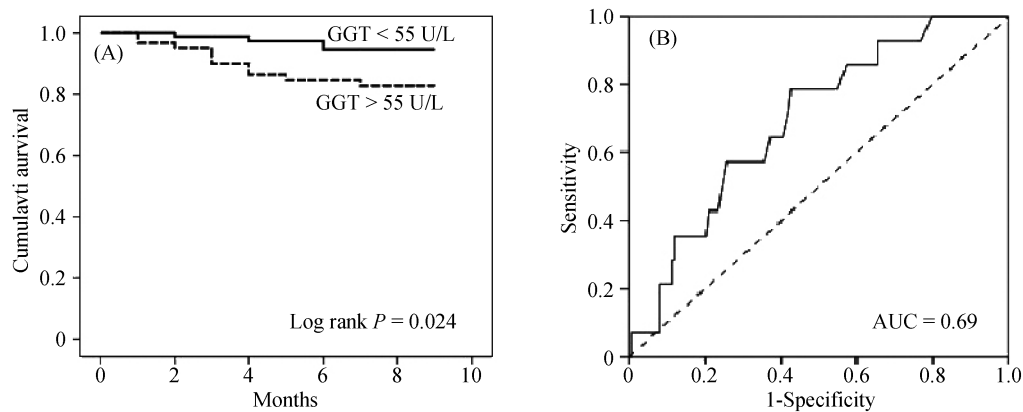 (A)
GGT < 55 U/L
GGT > 55 U/L
Log rank P = 0.024
Cumulavti aurvival
1.0
0.8
0.6
0.4
0.2
0
0 2 4 6 8 10
Months
(B)
AUC = 0.69
Sensitivity
1.0
0.8
0.6
0.4
0.2
0
0 0.2 0.4 0.6 0.8 1.0
1-Specificity